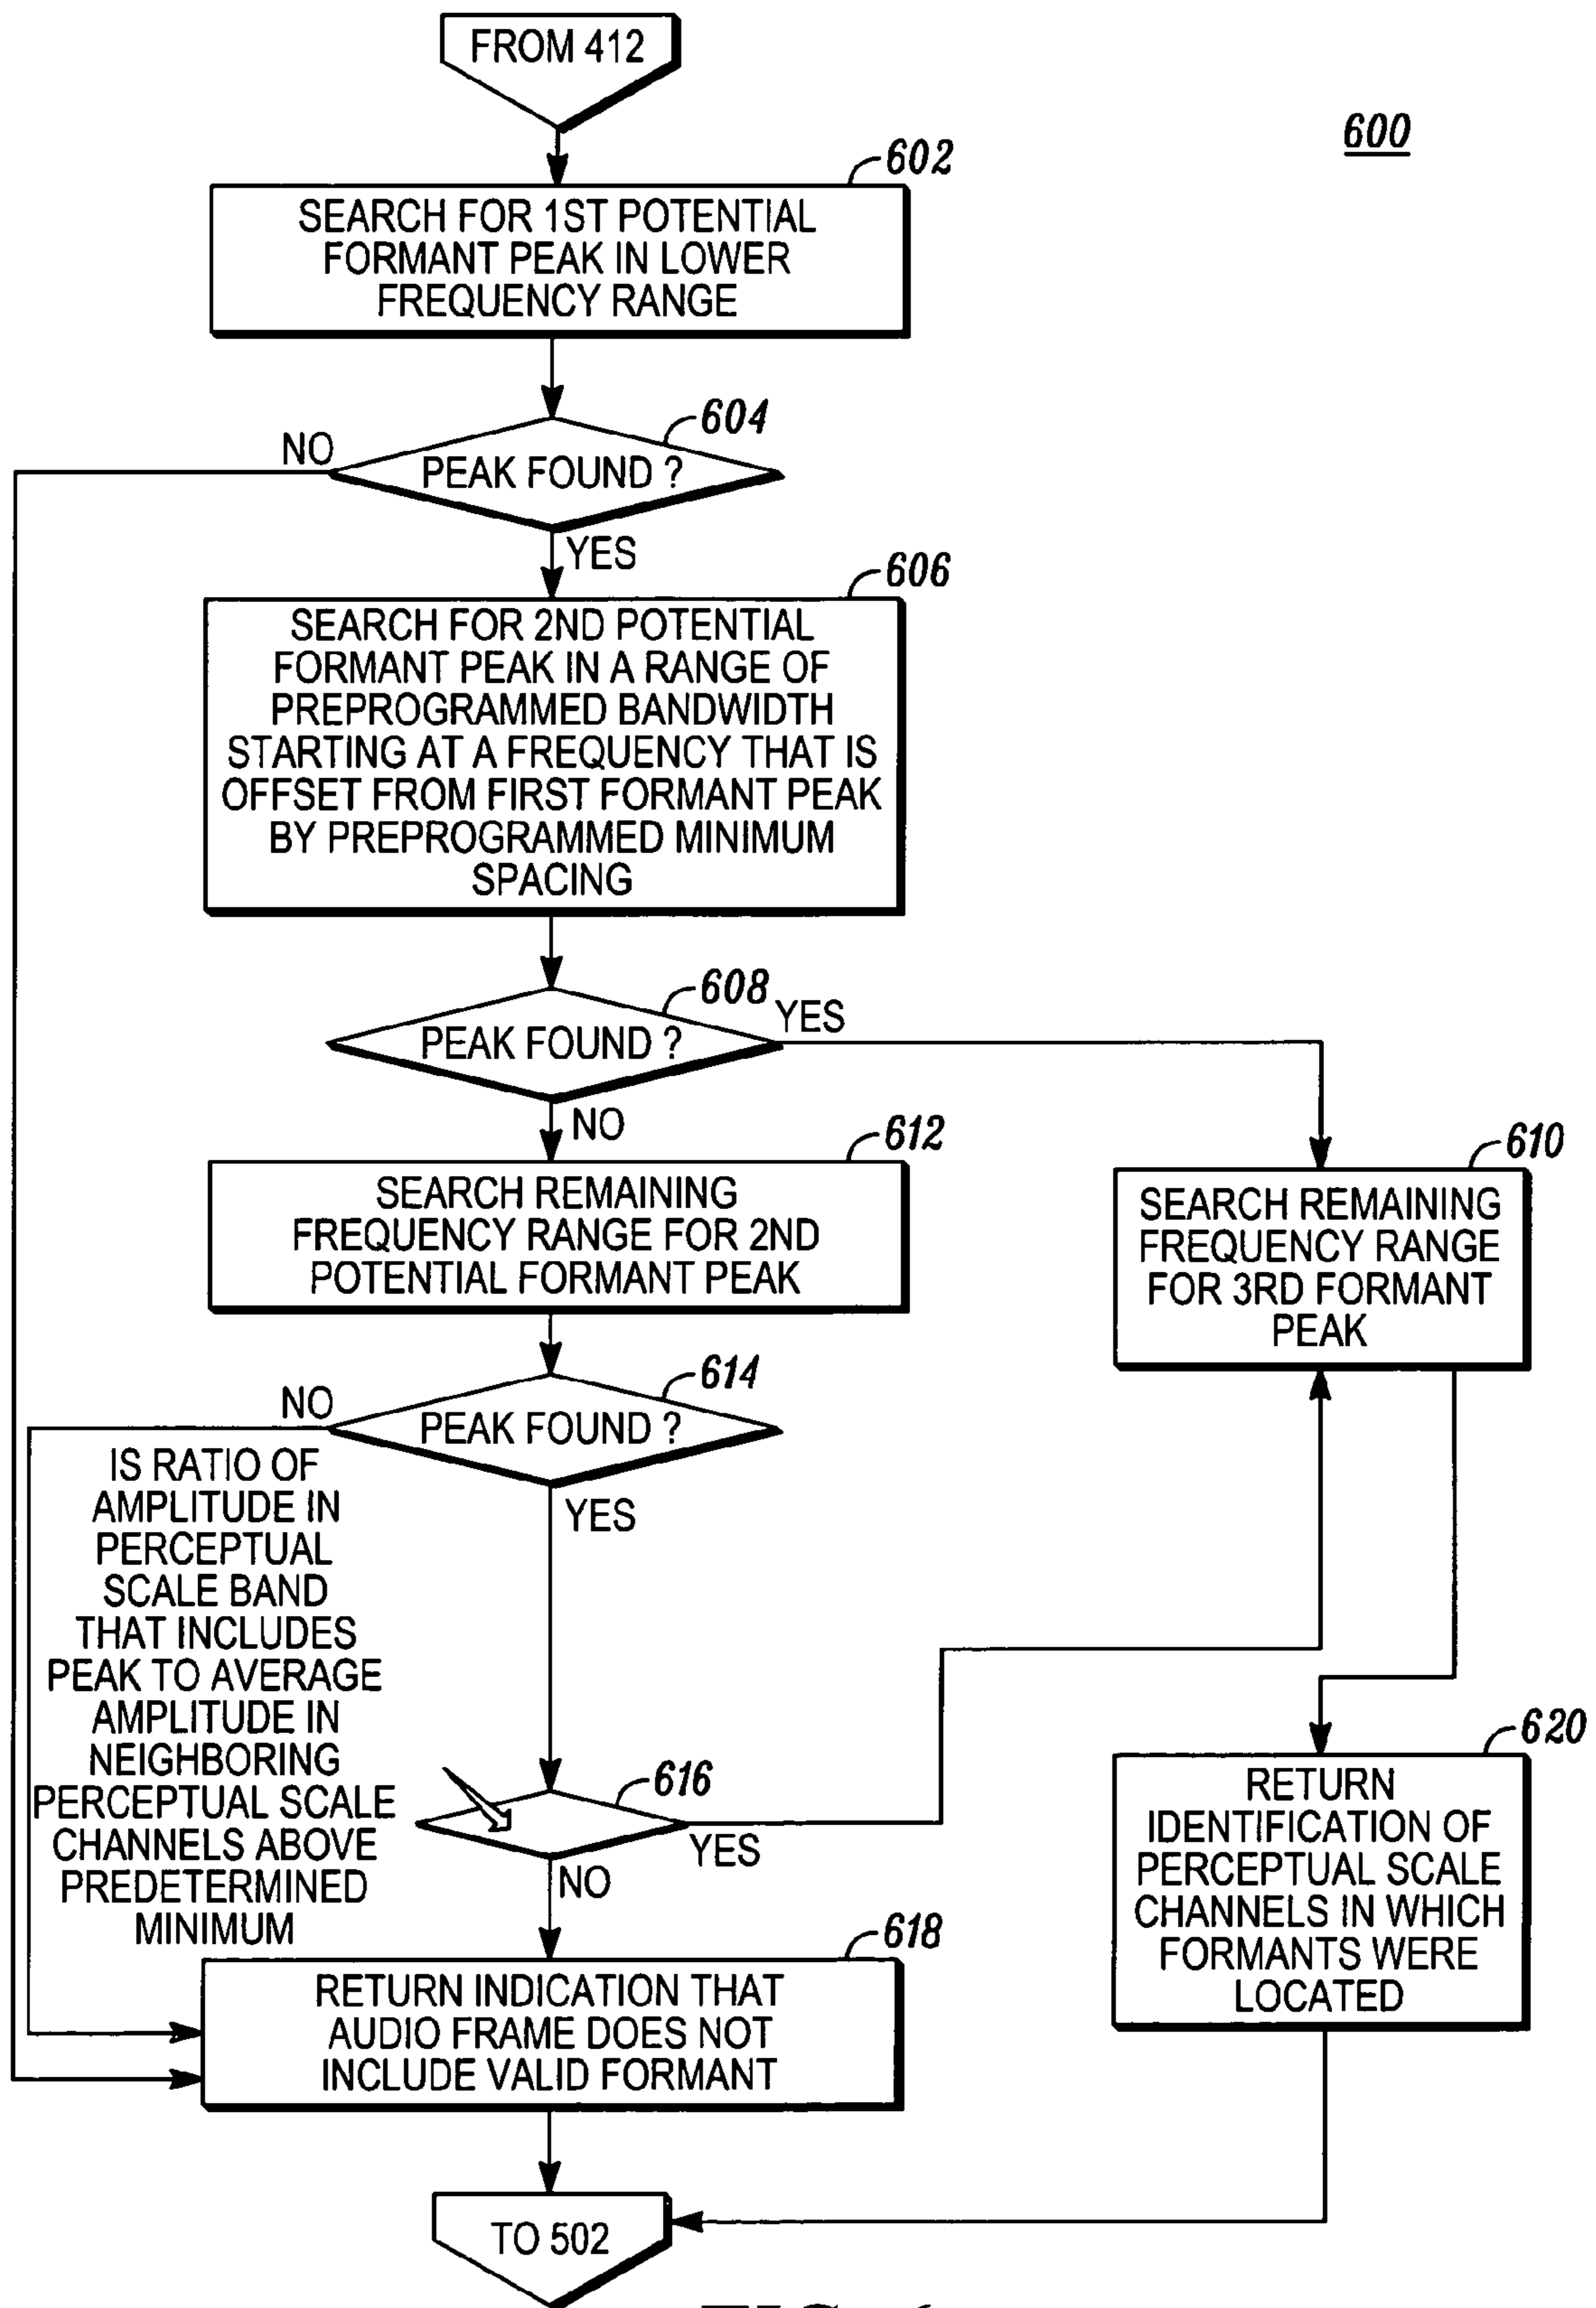 FROM 412
600
602
SEARCH FOR 1ST POTENTIAL
FORMANT PEAK IN LOWER
FREQUENCY RANGE
604
NO
PEAK FOUND ?
YES
606
SEARCH FOR 2ND POTENTIAL
FORMANT PEAK IN A RANGE OF
PREPROGRAMMED BANDWIDTH
STARTING AT A FREQUENCY THAT IS
OFFSET FROM FIRST FORMANT PEAK
BY PREPROGRAMMED MINIMUM
SPACING
608
YES
PEAK FOUND ?
NO
612
SEARCH REMAINING
FREQUENCY RANGE FOR 2ND
POTENTIAL FORMANT PEAK
610
SEARCH REMAINING
FREQUENCY RANGE
FOR 3RD FORMANT
PEAK
614
NO
PEAK FOUND ?
YES
IS RATIO OF
AMPLITUDE IN
PERCEPTUAL
SCALE BAND
THAT INCLUDES
PEAK TO AVERAGE
AMPLITUDE IN
NEIGHBORING
PERCEPTUAL SCALE
CHANNELS ABOVE
PREDETERMINED
MINIMUM
616
YES
NO
620
RETURN
IDENTIFICATION OF
PERCEPTUAL SCALE
CHANNELS IN WHICH
FORMANTS WERE
LOCATED
618
RETURN INDICATION THAT
AUDIO FRAME DOES NOT
INCLUDE VALID FORMANT
TO 502